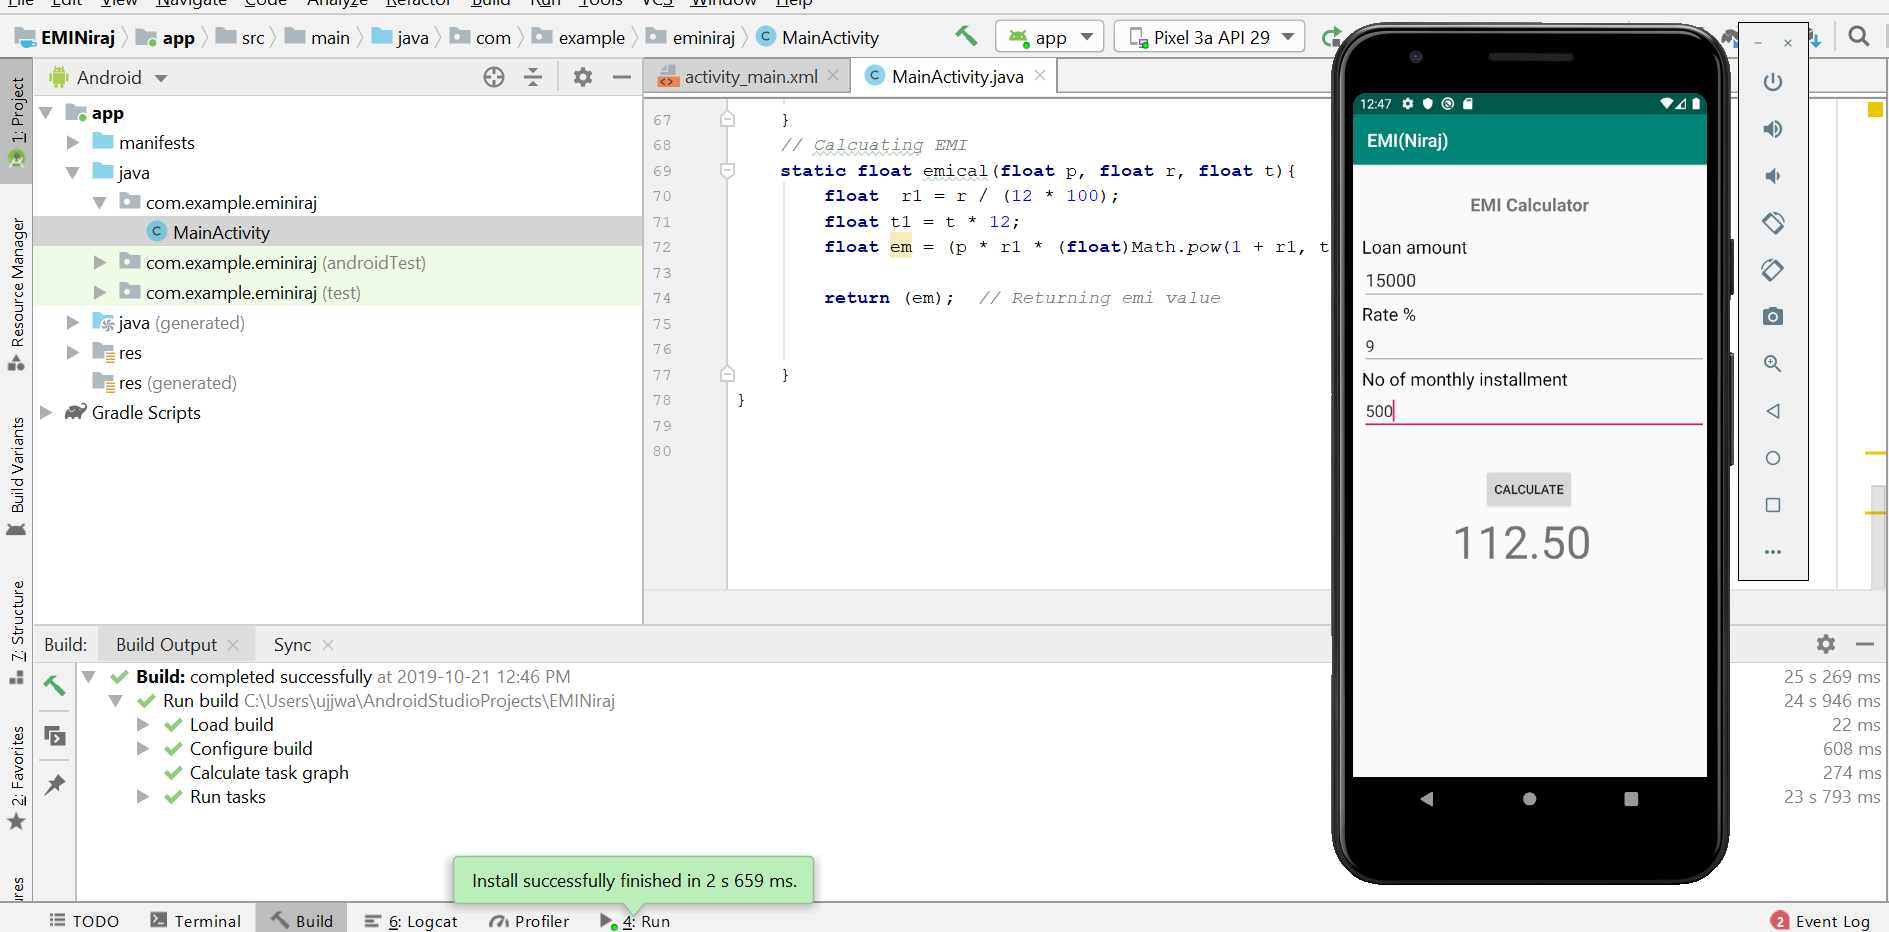 File Edit View Navigate Code Analyze Refactor Build Run Tools VCS Window Help
EMINiraj app src main java com example eminiraj MainActivity app Pixel 3a API 29
Android
activity_main.xml MainActivity.java
1: Project
Resource Manager
Build Variants
7: Structure
2: Favorites
app
manifests
java
com.example.eminiraj
MainActivity
com.example.eminiraj (androidTest)
com.example.eminiraj (test)
java (generated)
res
res (generated)
Gradle Scripts
67 }
68 // Calcuating EMI
69 static float emical(float p, float r, float t){
70 float r1 = r / (12 * 100);
71 float t1 = t * 12;
72 float em = (p * r1 * (float)Math.pow(1 + r1, t
73
74 return (em); // Returning emi value
75
76
77 }
78 }
79
80
12:47
EMI(Niraj)
EMI Calculator
Loan amount
15000
Rate %
9
No of monthly installment
500
CALCULATE
112.50
Build: Build Output Sync
Build: completed successfully at 2019-10-21 12:46 PM 25 s 269 ms
Run build C:\Users\ujjwa\AndroidStudioProjects\EMINiraj 24 s 946 ms
Load build 22 ms
Configure build 608 ms
Calculate task graph 274 ms
Run tasks 23 s 793 ms
Install successfully finished in 2 s 659 ms.
TODO Terminal Build 6: Logcat Profiler 4: Run 2 Event Log